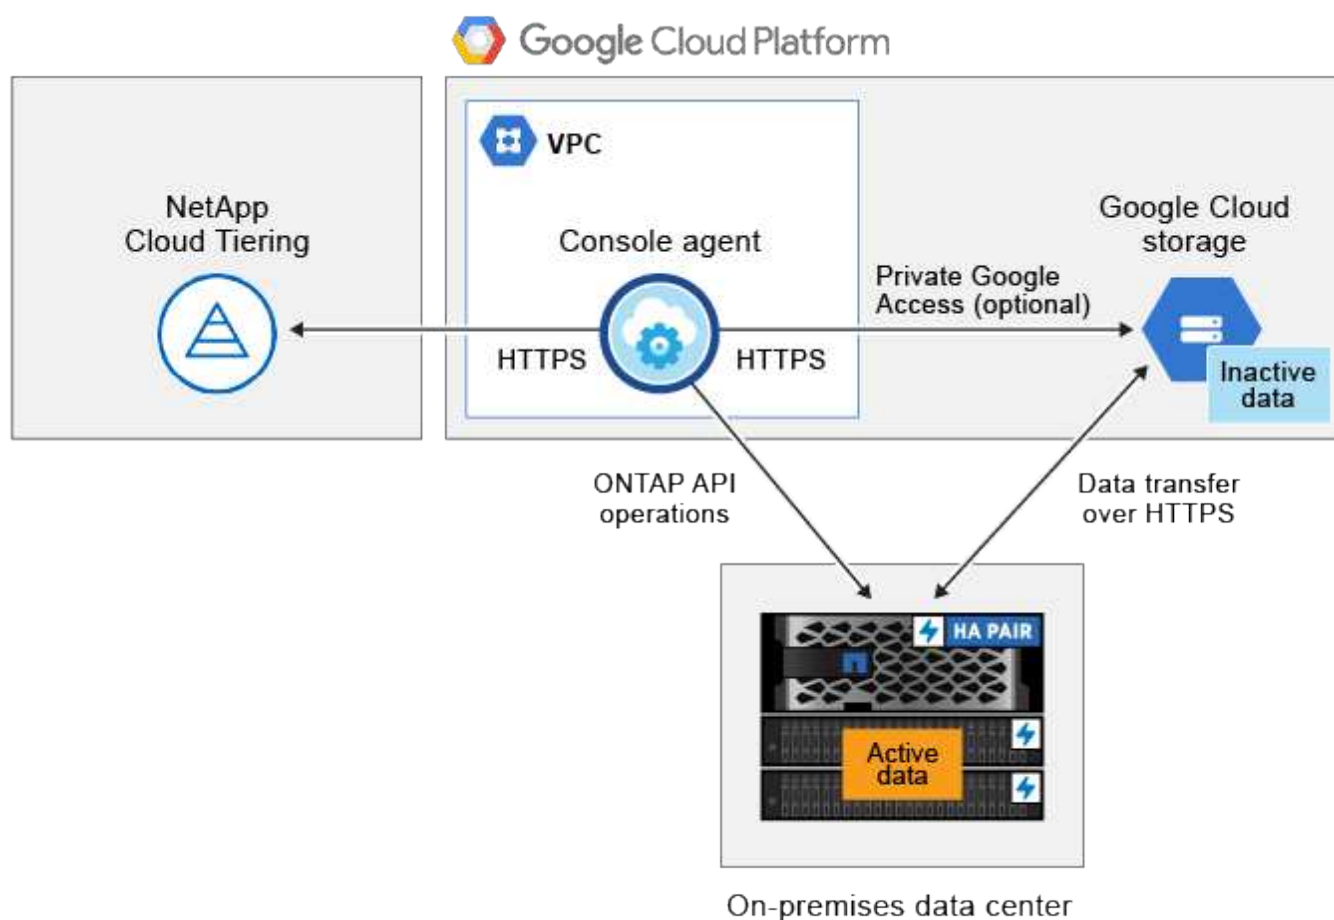 Google Cloud Platform
VPC
NetApp
Cloud Tiering
Console agent
Google Cloud
storage
Private Google
Access (optional)
HTTPS
HTTPS
Inactive
data
ONTAP API
operations
Data transfer
over HTTPS
HA PAIR
Active
data
On-premises data center